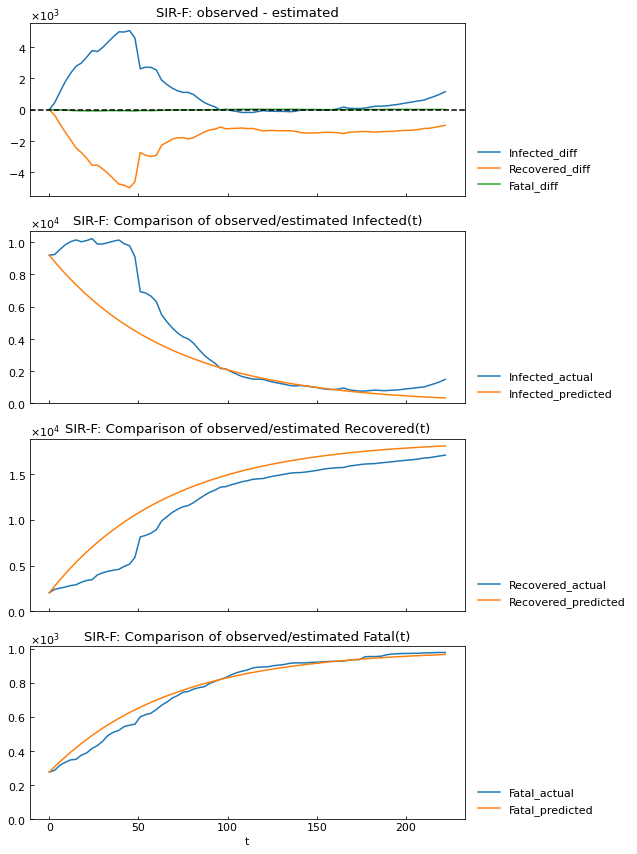 SIR-F: observed - estimated
×10³
4
2
0
−2
−4
Infected_diff
Recovered_diff
Fatal_diff
SIR-F: Comparison of observed/estimated Infected(t)
×10⁴
1.0
0.8
0.6
0.4
0.2
0.0
Infected_actual
Infected_predicted
SIR-F: Comparison of observed/estimated Recovered(t)
×10⁴
1.5
1.0
0.5
0.0
Recovered_actual
Recovered_predicted
SIR-F: Comparison of observed/estimated Fatal(t)
×10³
1.0
0.8
0.6
0.4
0.2
0.0
Fatal_actual
Fatal_predicted
0 50 100 150 200
t